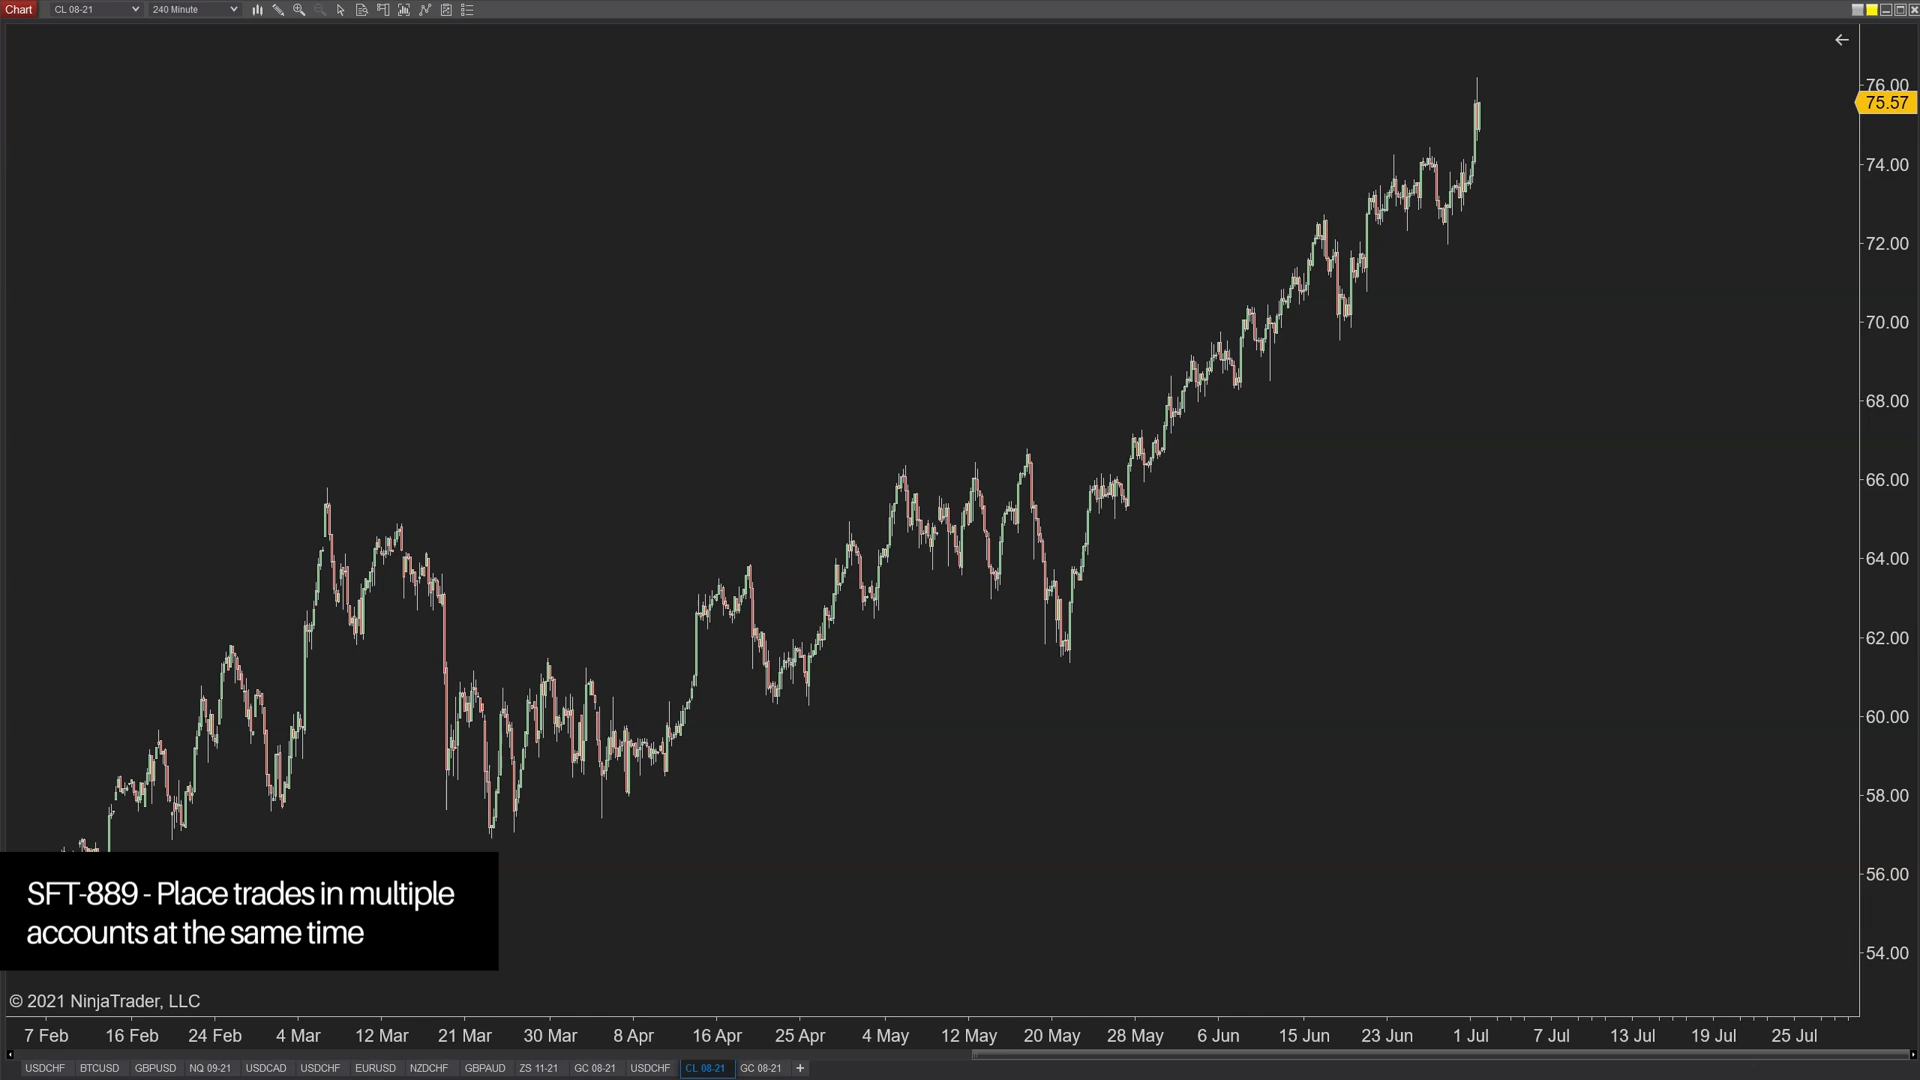 Chart
CL 08-21
240 Minute
76.00
75.57
74.00
72.00
70.00
68.00
66.00
64.00
62.00
60.00
58.00
56.00
54.00
SFT-889 - Place trades in multiple
accounts at the same time
© 2021 NinjaTrader, LLC
7 Feb 16 Feb 24 Feb 4 Mar 12 Mar 21 Mar 30 Mar 8 Apr 16 Apr 25 Apr 4 May 12 May 20 May 28 May 6 Jun 15 Jun 23 Jun 1 Jul 7 Jul 13 Jul 19 Jul 25 Jul
USDCHF BTCUSD GBPUSD NQ 09-21 USDCAD USDCHF EURUSD NZDCHF GBPAUD ZS 11-21 GC 08-21 USDCHF CL 08-21 GC 08-21 +